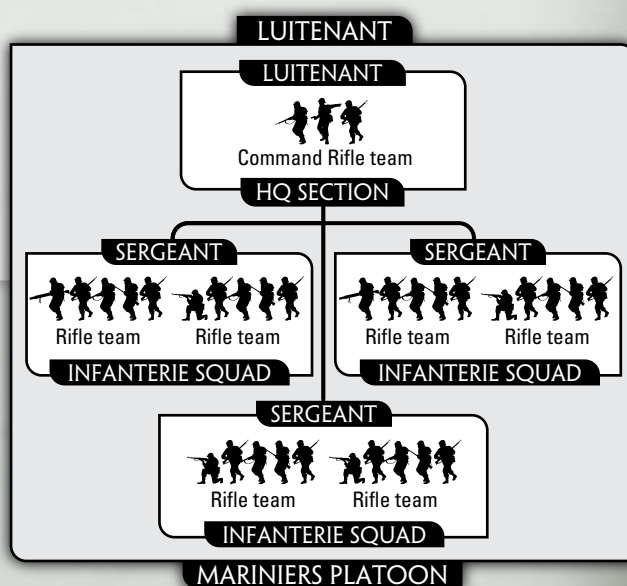 LUITENANT
LUITENANT
Command Rifle team
HQ SECTION
SERGEANT
Rifle team Rifle team
INFANTERIE SQUAD
SERGEANT
Rifle team Rifle team
INFANTERIE SQUAD
SERGEANT
Rifle team Rifle team
INFANTERIE SQUAD
MARINIERS PLATOON